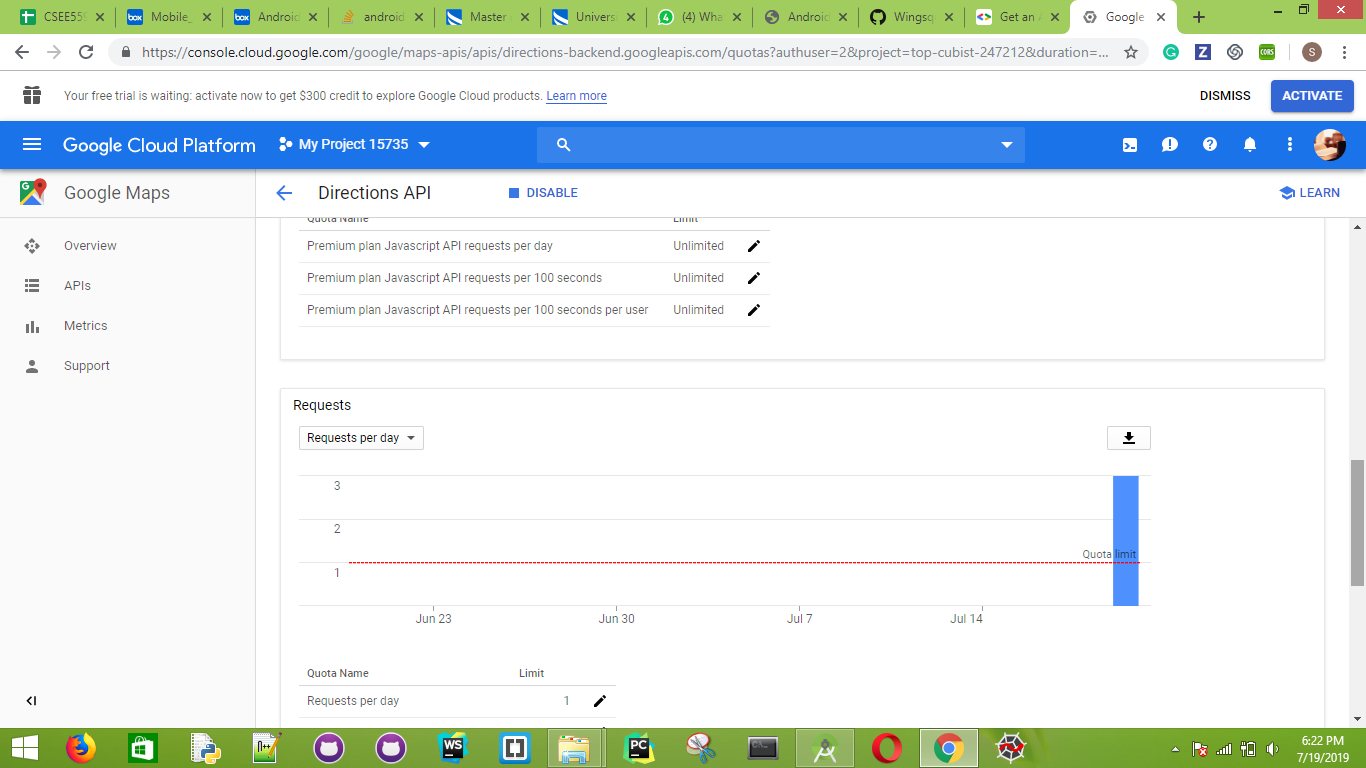 CSEE555
Mobile_
Android
android
Master
Univers
(4) Wha
Android
Wingsq
Get an A
Google
https://console.cloud.google.com/google/maps-apis/apis/directions-backend.googleapis.com/quotas?authuser=2&project=top-cubist-247212&duration=...
Your free trial is waiting: activate now to get $300 credit to explore Google Cloud products. Learn more
DISMISS
ACTIVATE
Google Cloud Platform
My Project 15735
Google Maps
Directions API
DISABLE
LEARN
Overview
APIs
Metrics
Support
Quota Name Limit
Premium plan Javascript API requests per day Unlimited
Premium plan Javascript API requests per 100 seconds Unlimited
Premium plan Javascript API requests per 100 seconds per user Unlimited
Requests
Requests per day
3
2
Quota limit
1
Jun 23 Jun 30 Jul 7 Jul 14
Quota Name Limit
Requests per day 1
6:22 PM
7/19/2019